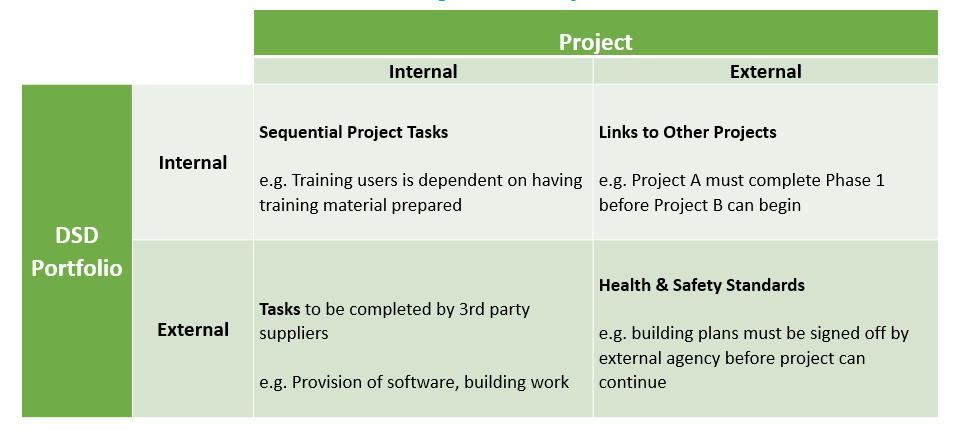 Project
Internal
External
DSD
Portfolio
Internal
Sequential Project Tasks
e.g. Training users is dependent on having
training material prepared
Links to Other Projects
e.g. Project A must complete Phase 1
before Project B can begin
External
Tasks to be completed by 3rd party
suppliers
e.g. Provision of software, building work
Health & Safety Standards
e.g. building plans must be signed off by
external agency before project can
continue